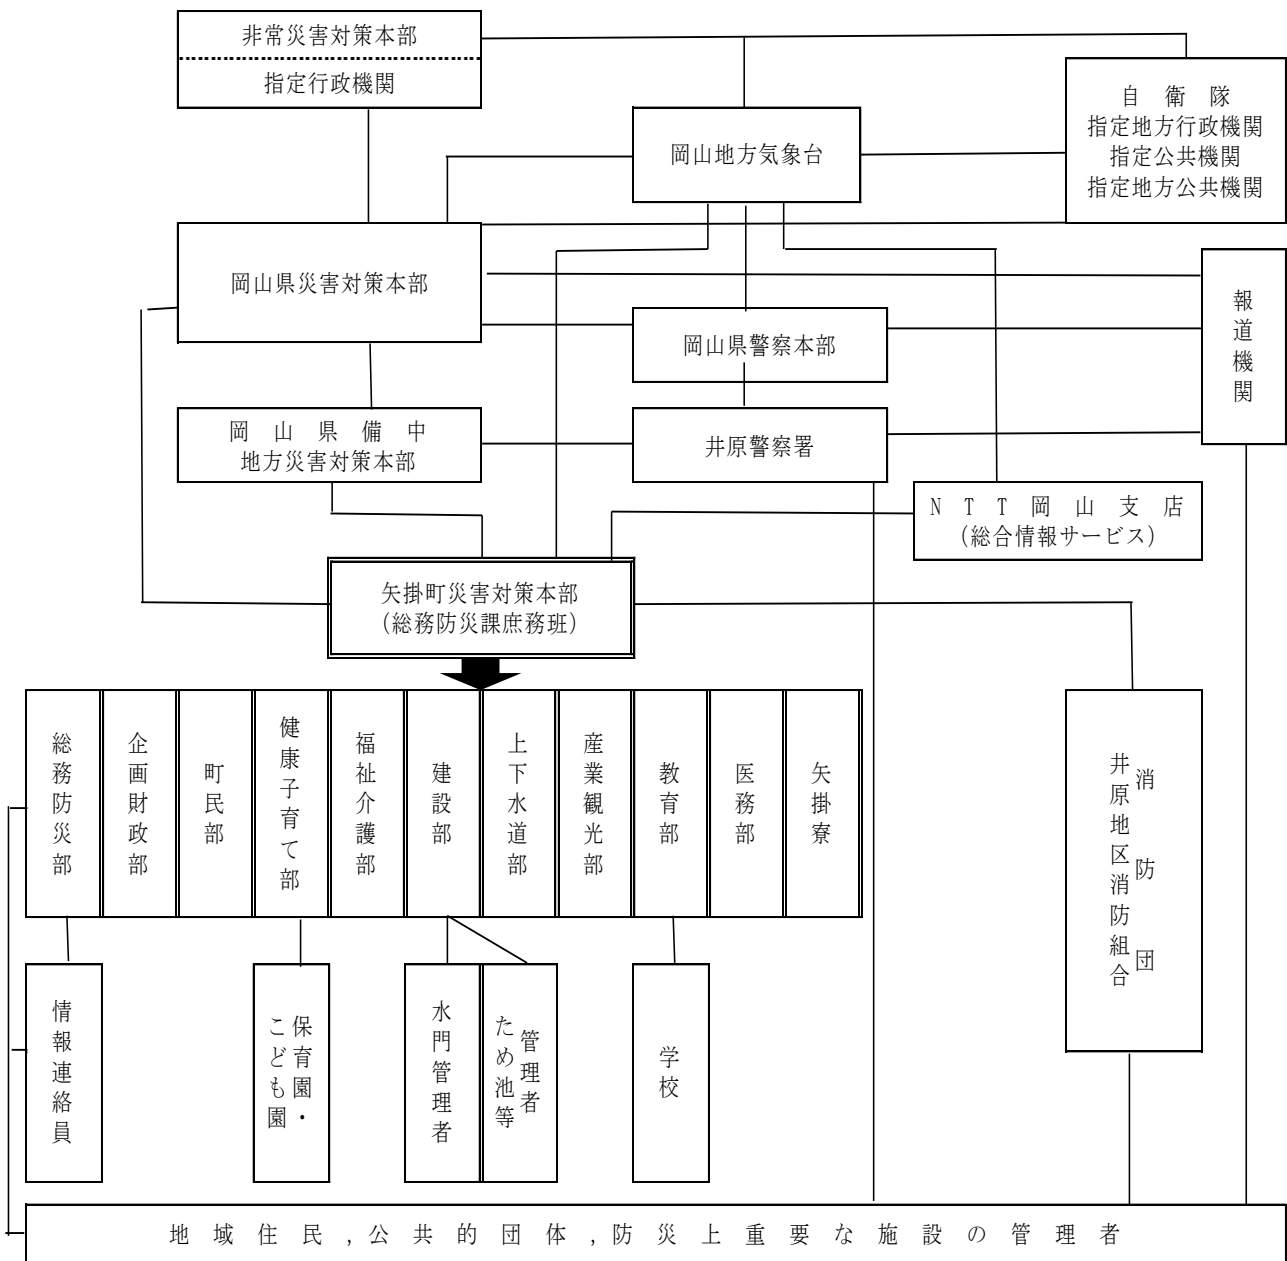 非常災害対策本部
指定行政機関
自衛隊
指定地方行政機関
指定公共機関
指定地方公共機関
岡山地方気象台
岡山県災害対策本部
報道機関
岡山県警察本部
岡山県備中
地方災害対策本部
井原警察署
NTT岡山支店
(総合情報サービス)
矢掛町災害対策本部
(総務防災課庶務班)
総務防災部
企画財政部
町民部
健康子育て部
福祉介護部
建設部
上下水道部
産業観光部
教育部
医務部
矢掛寮
消防団
井原地区消防組合
情報連絡員
保育園・
こども園
水門管理者
ため池等
管理者
学校
地域住民,公共的団体,防災上重要な施設の管理者